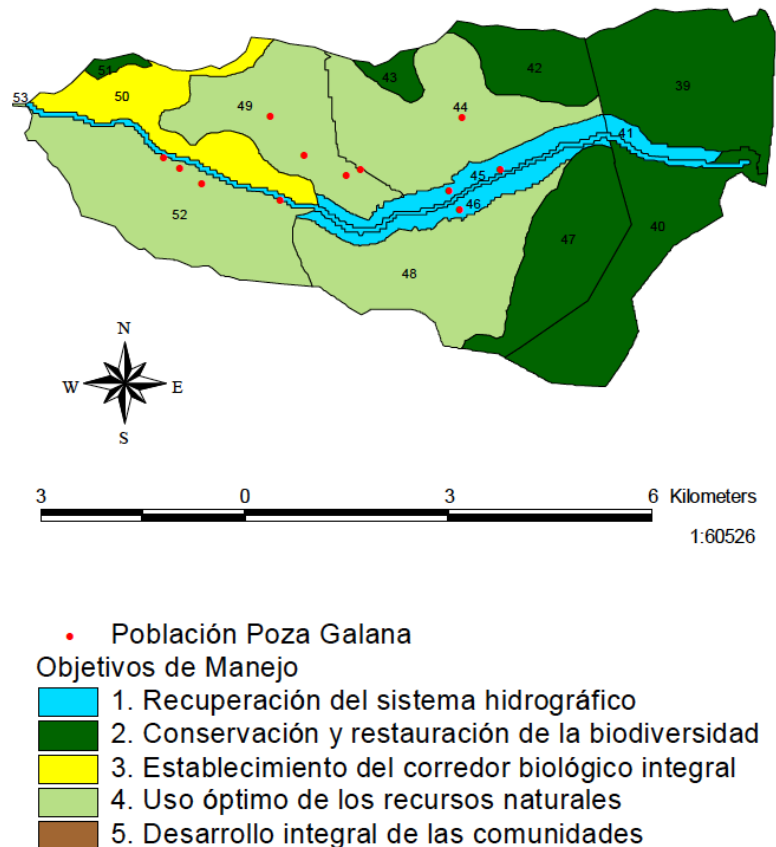 51
42
43
39
53
50
49
44
41
45
46
52
47
40
48
N
W E
S
3 0 3 6 Kilometers
1:60526
Población Poza Galana
Objetivos de Manejo
1. Recuperación del sistema hidrográfico
2. Conservación y restauración de la biodiversidad
3. Establecimiento del corredor biológico integral
4. Uso óptimo de los recursos naturales
5. Desarrollo integral de las comunidades